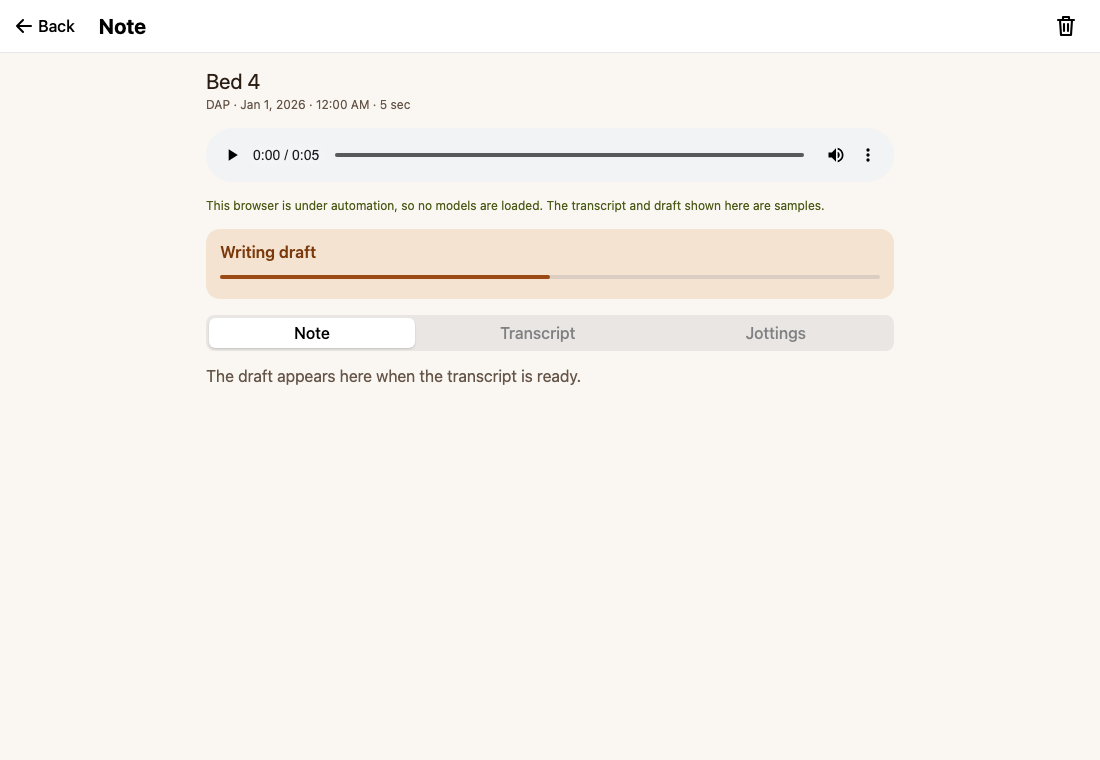 Back Note
Bed 4
DAP · Jan 1, 2026 · 12:00 AM · 5 sec
0:00 / 0:05
This browser is under automation, so no models are loaded. The transcript and draft shown here are samples.
Writing draft
Note Transcript Jottings
The draft appears here when the transcript is ready.